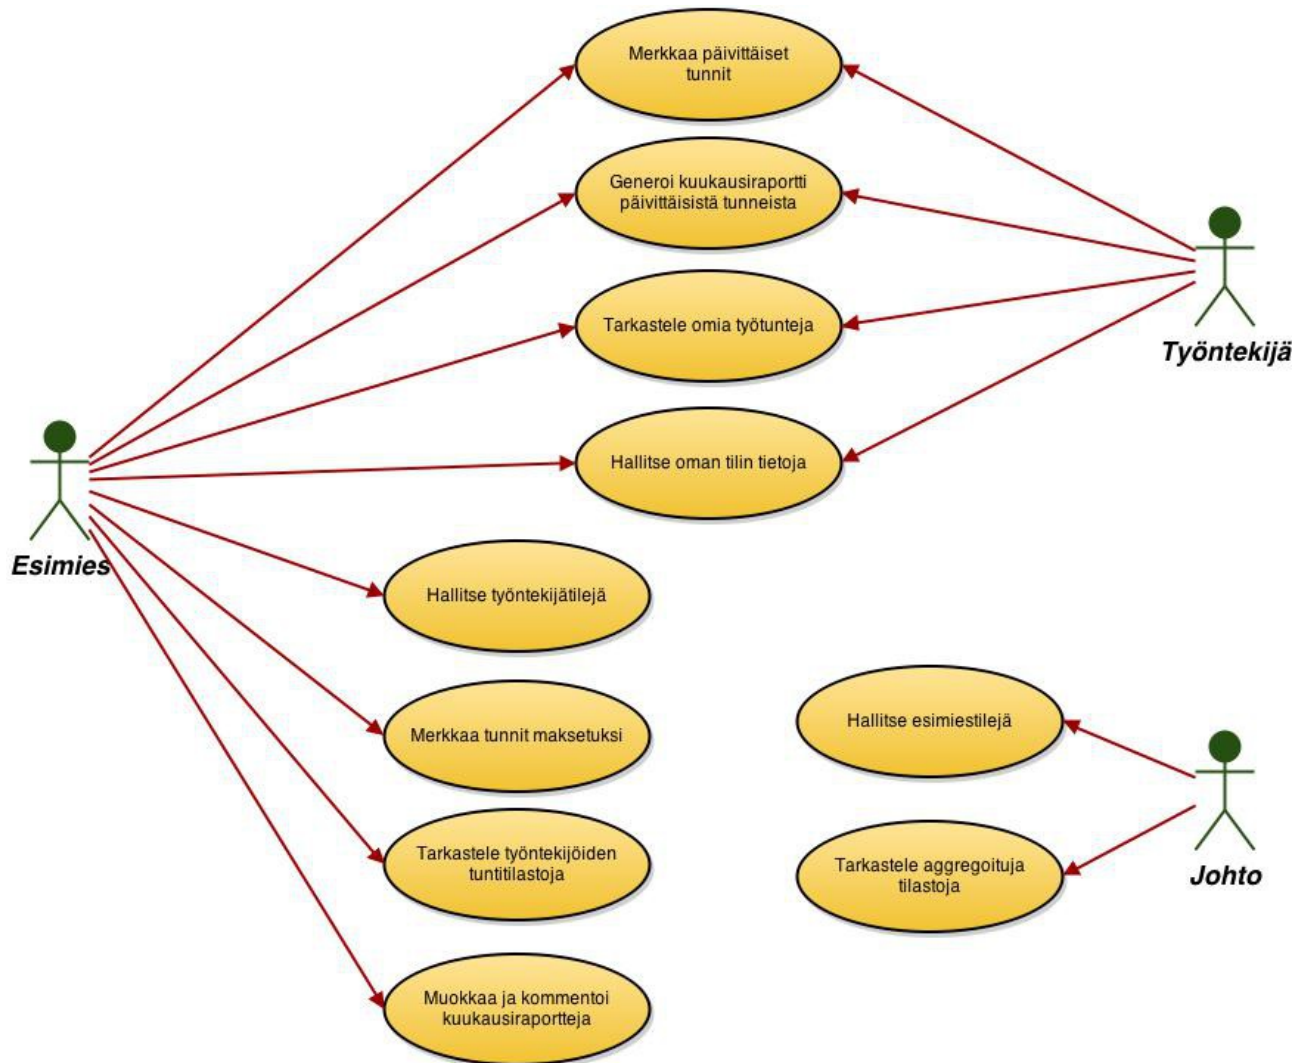 Merkkaa päivittäiset
tunnit
Generoi kuukausiraportti
päivittäisistä tunneista
Tarkastele omia työtunteja
Työntekijä
Hallitse oman tilin tietoja
Esimies
Hallitse työntekijätilejä
Merkkaa tunnit maksetuksi
Hallitse esimiestilejä
Tarkastele työntekijöiden
tuntitilastoja
Tarkastele aggregoituja
tilastoja
Johto
Muokkaa ja kommentoi
kuukausiraportteja